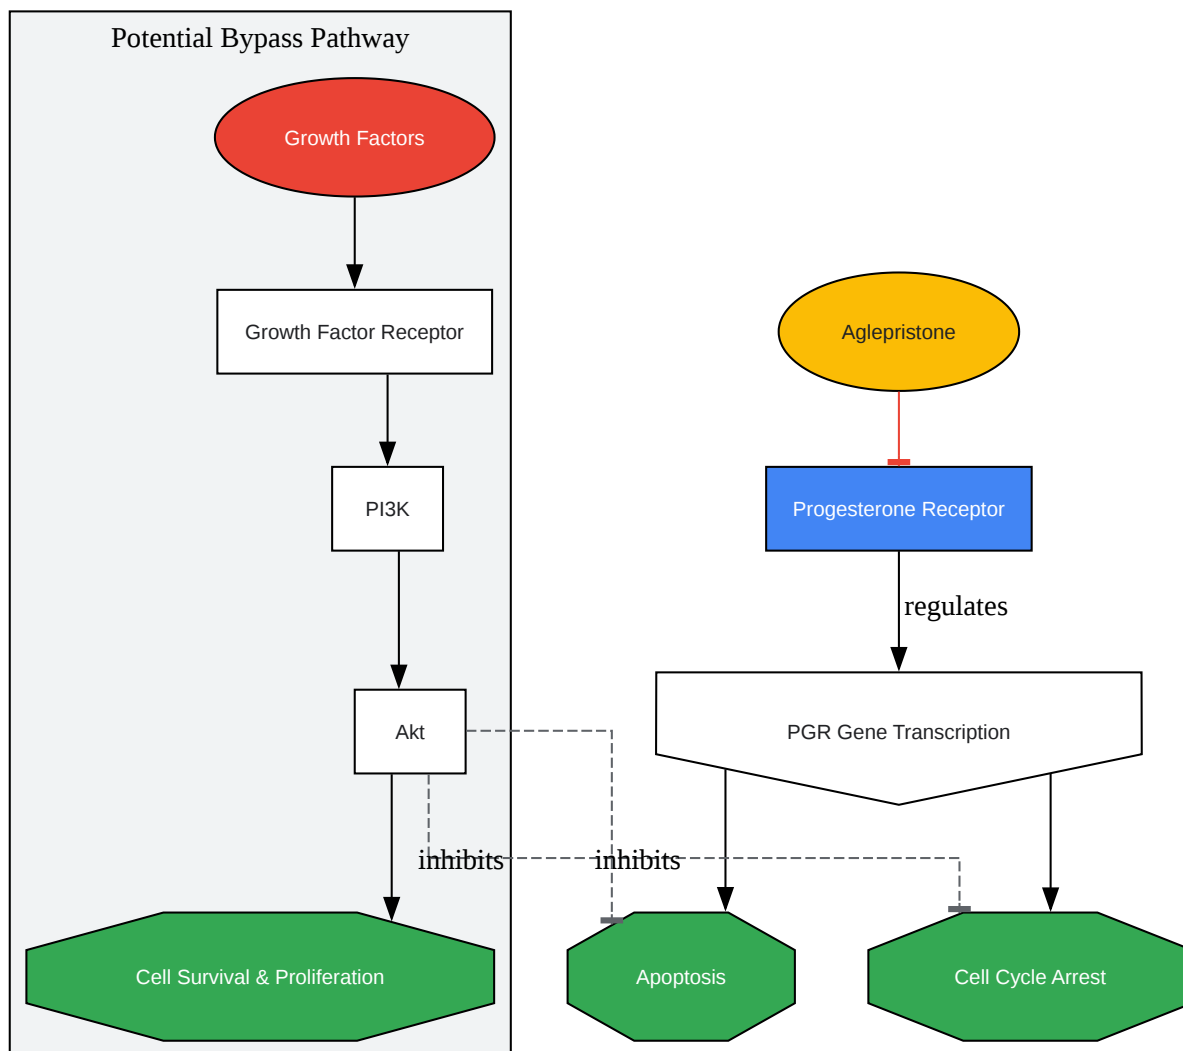 Potential Bypass Pathway
Growth Factors
Growth Factor Receptor
Aglepristone
PI3K
Progesterone Receptor
regulates
Akt
PGR Gene Transcription
inhibits
inhibits
Cell Survival & Proliferation
Apoptosis
Cell Cycle Arrest